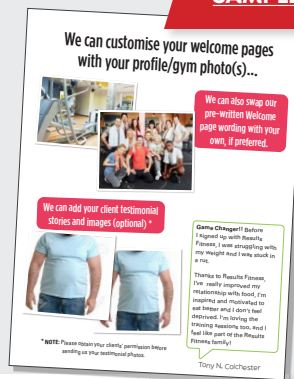 SAMPLE
We can customise your welcome pages
with your profile/gym photo(s)...
We can also swap our
pre-written Welcome
page wording with your
own, if preferred.
We can add your client testimonial
stories and images (optional) *
Game Changer!! Before
I signed up with Results
Fitness, I was struggling with
my weight and I was stuck in
a rut.
Thanks to Results Fitness,
I've really improved my
relationship with food, I'm
inspired and motivated to
eat better and I don't feel
deprived. I'm loving the
training sessions too, and I
feel like part of the Results
Fitness family!
Tony N. Colchester
* NOTE: Please obtain your clients' permission before
sending us your testimonial photos.